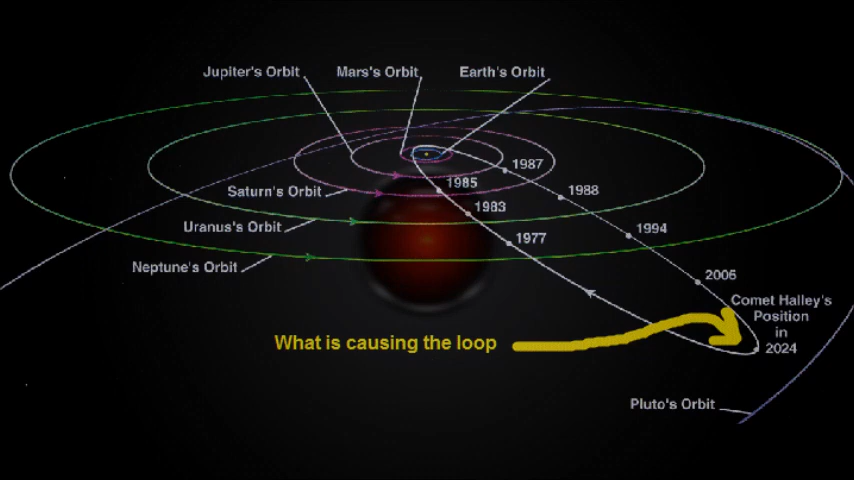 Jupiter's Orbit
Mars's Orbit
Earth's Orbit
1987
1985
Saturn's Orbit
1988
1983
Uranus's Orbit
1994
1977
Neptune's Orbit
2005
Comet Halley's
Position
in
2024
What is causing the loop
Pluto's Orbit